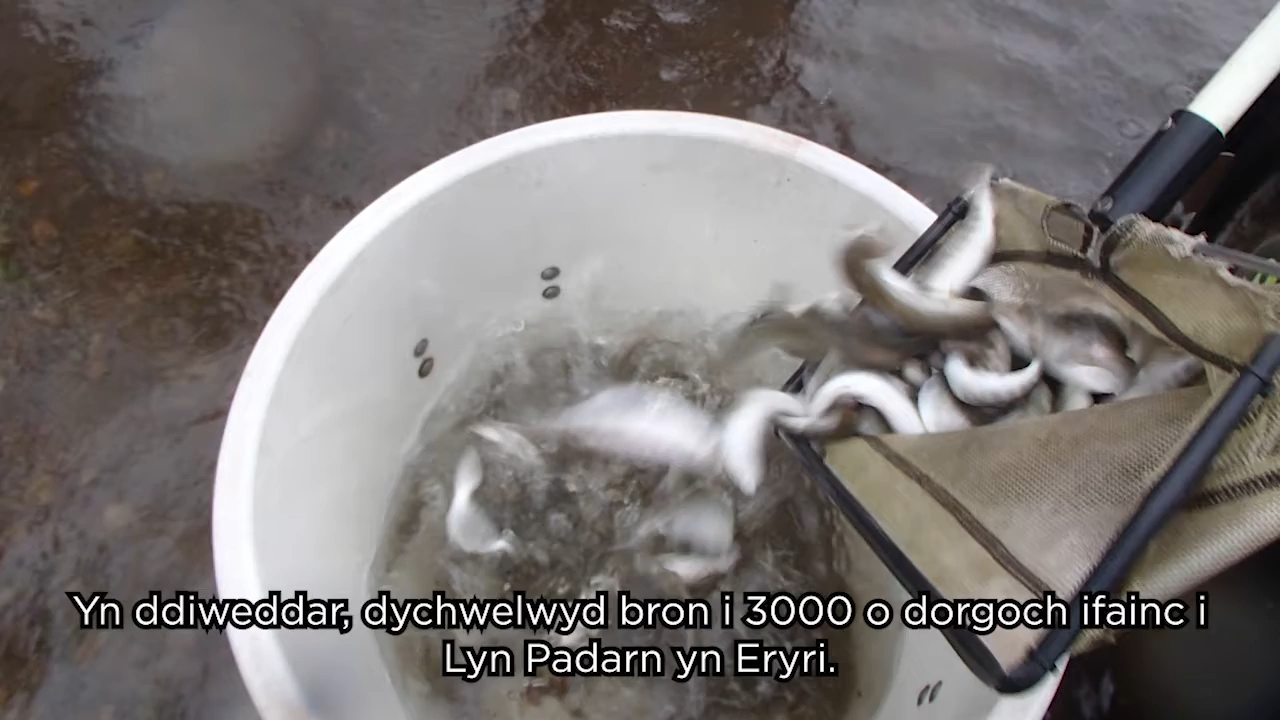 Yn ddiweddar, dychwelwyd bron i 3000 o dorgoch ifainc i
Lyn Padarn yn Eryri.